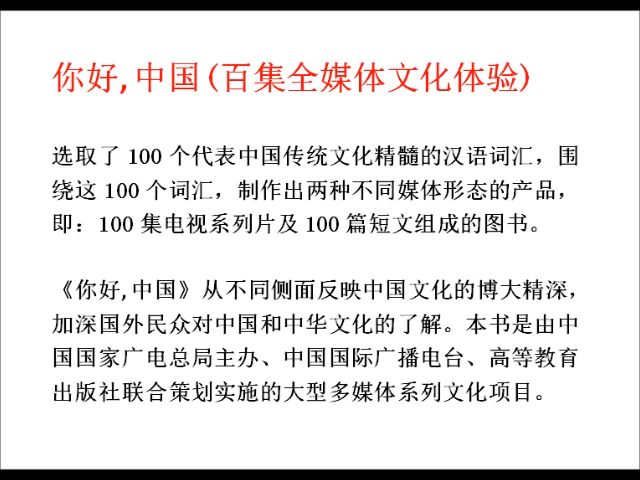 你好,中国(百集全媒体文化体验)
选取了 100 个代表中国传统文化精髓的汉语词汇，围
绕这 100 个词汇，制作出两种不同媒体形态的产品，
即：100 集电视系列片及 100 篇短文组成的图书。
《你好,中国》从不同侧面反映中国文化的博大精深，
加深国外民众对中国和中华文化的了解。本书是由中
国国家广电总局主办、中国国际广播电台、高等教育
出版社联合策划实施的大型多媒体系列文化项目。